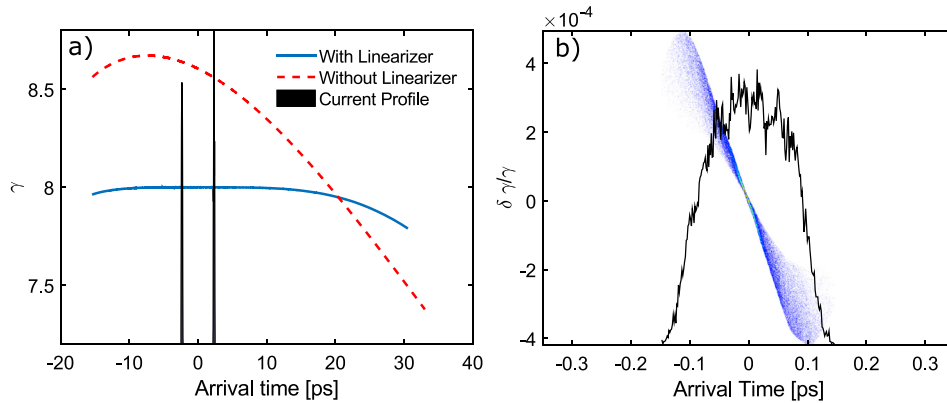 a)
With Linearizer
Without Linearizer
Current Profile
γ
8.5
8
7.5
-20
-10
0
10
20
30
40
Arrival time [ps]
×10⁻⁴
b)
δ γ/γ
4
2
0
-2
-4
-0.3
-0.2
-0.1
0
0.1
0.2
0.3
Arrival Time [ps]